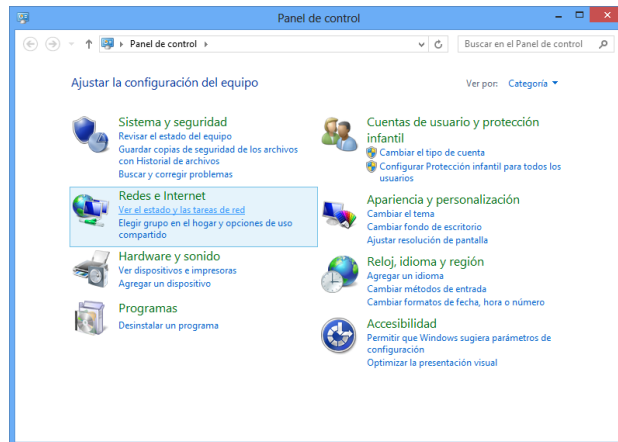 Panel de control
Panel de control
Buscar en el Panel de control
Ajustar la configuración del equipo
Ver por: Categoría
Sistema y seguridad
Revisar el estado del equipo
Guardar copias de seguridad de los archivos
con Historial de archivos
Buscar y corregir problemas
Redes e Internet
Ver el estado y las tareas de red
Elegir grupo en el hogar y opciones de uso
compartido
Hardware y sonido
Ver dispositivos e impresoras
Agregar un dispositivo
Programas
Desinstalar un programa
Cuentas de usuario y protección
infantil
Cambiar el tipo de cuenta
Configurar Protección infantil para todos los
usuarios
Apariencia y personalización
Cambiar el tema
Cambiar fondo de escritorio
Ajustar resolución de pantalla
Reloj, idioma y región
Agregar un idioma
Cambiar métodos de entrada
Cambiar formatos de fecha, hora o número
Accesibilidad
Permitir que Windows sugiera parámetros de
configuración
Optimizar la presentación visual